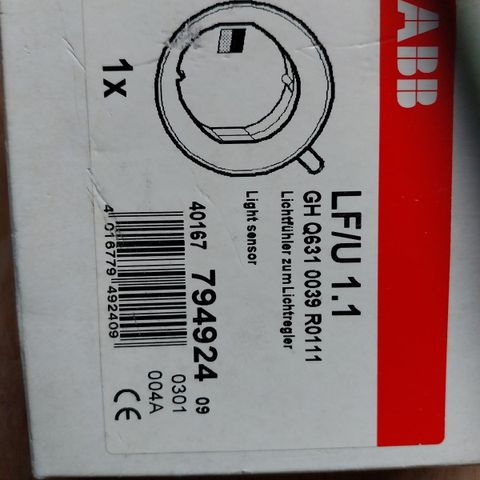 ABB
LF/U 1.1
GH Q631 0039 R0111
Lichtfühler zum Lichtregler
Light sensor
1x
40167 794924 09
0301
004A
4 016779 492409
CE